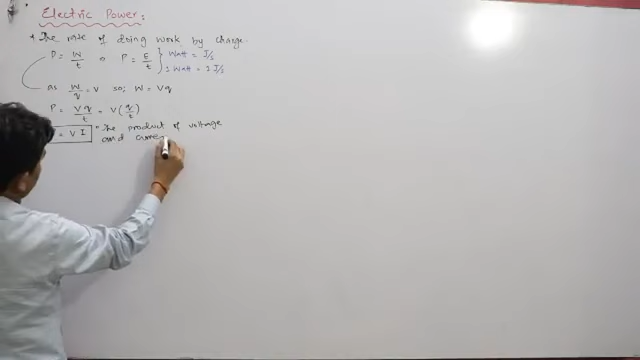 Electric Power:
* The rate of doing work by charge.
P = W/t or P = E/t } Watt = J/s
1 Watt = 1 J/s
as W/q = V so; W = Vq
P = Vq/t = V(q/t)
= V I "The product of voltage
and curre